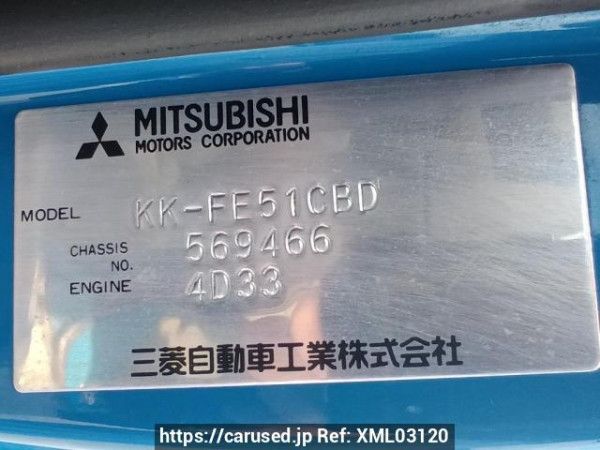 MITSUBISHI
MOTORS CORPORATION
MODEL KK-FE51CBD
CHASSIS NO. 569466
ENGINE 4D33
三菱自動車工業株式会社
https://carused.jp Ref: XML03120